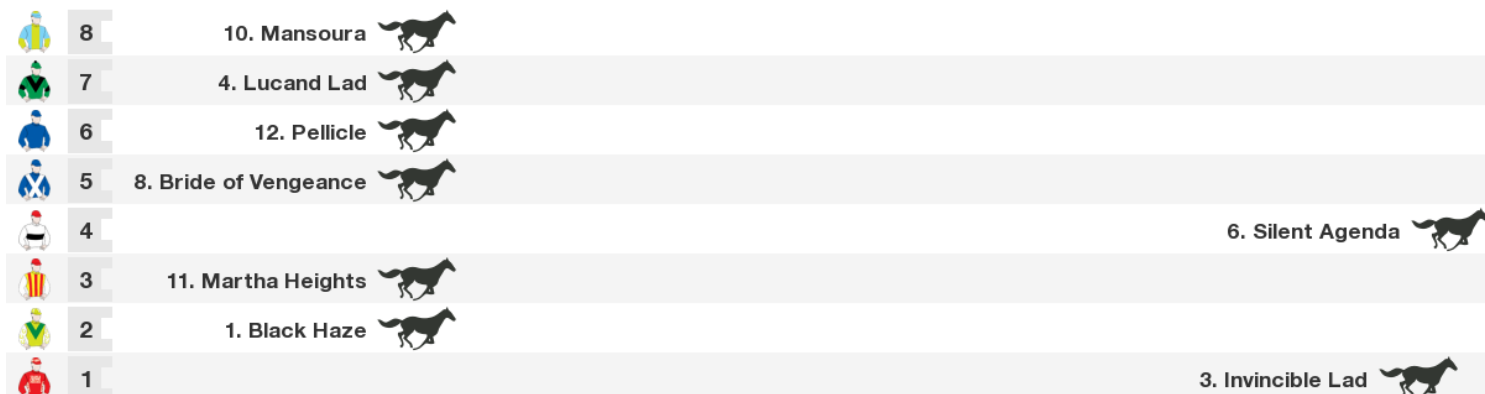 8 10. Mansoura
7 4. Lucand Lad
6 12. Pellicle
5 8. Bride of Vengeance
4 6. Silent Agenda
3 11. Martha Heights
2 1. Black Haze
1 3. Invincible Lad